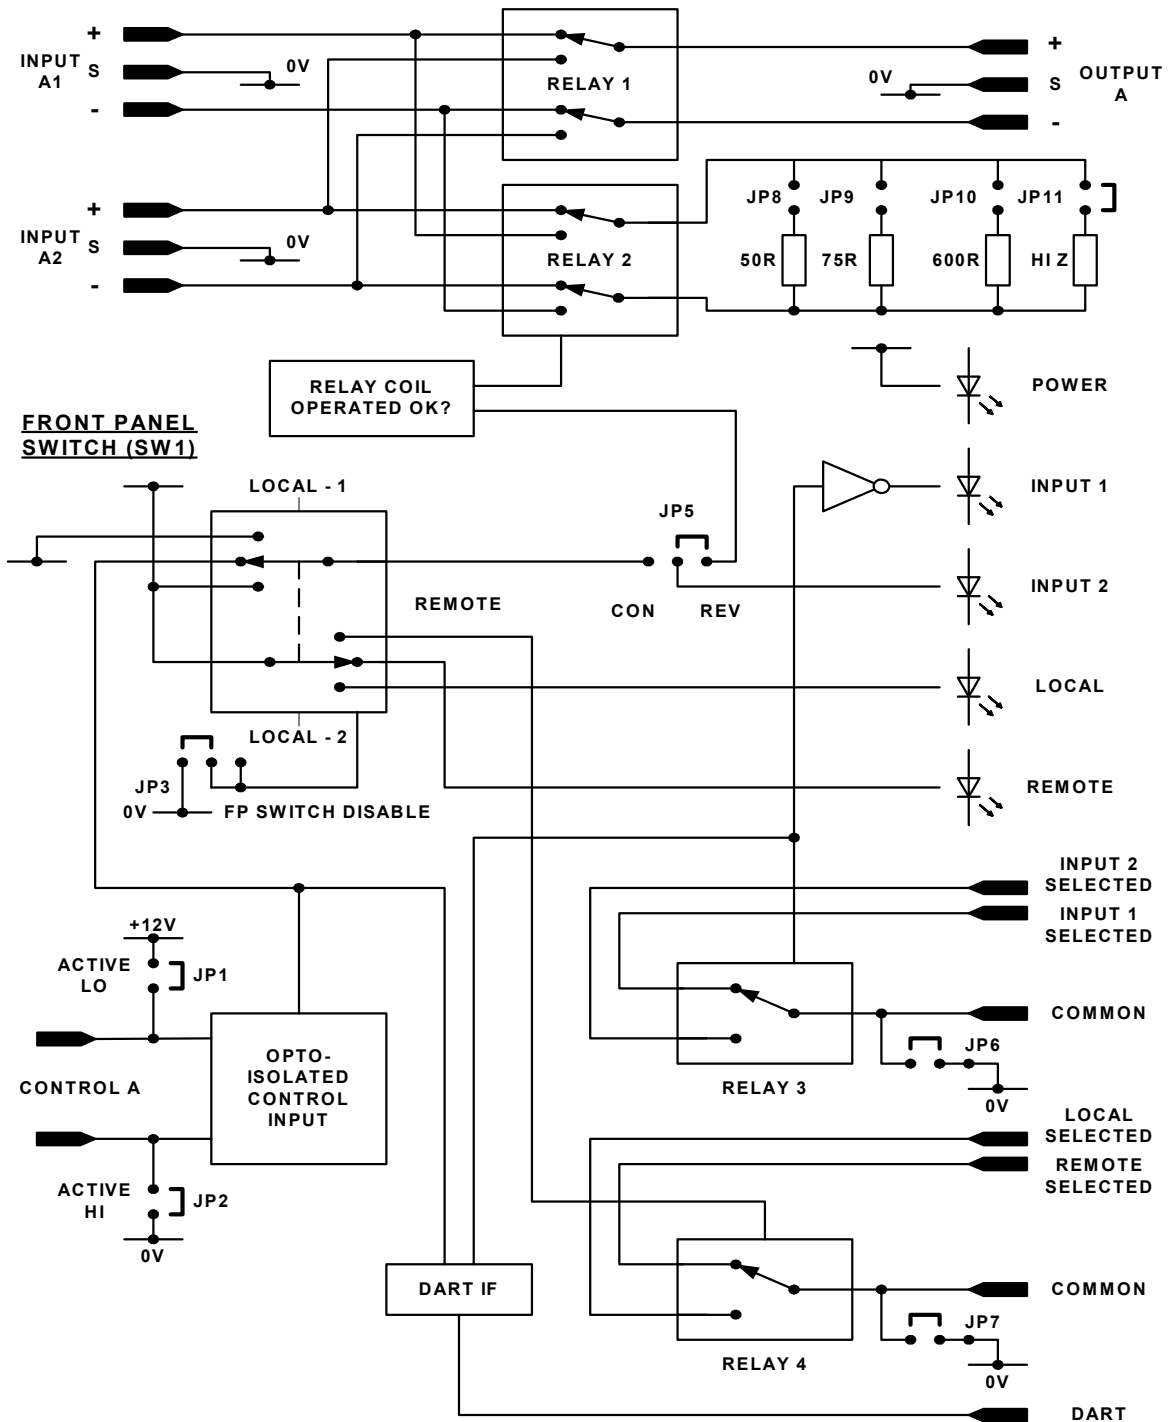 +
INPUT
A1
S
0V
-
RELAY 1
+
0V
S
OUTPUT
A
-
+
INPUT
A2
S
0V
-
RELAY 2
JP8
JP9
JP10
JP11
50R
75R
600R
HI Z
RELAY COIL
OPERATED OK?
POWER
FRONT PANEL
SWITCH (SW1)
LOCAL - 1
INPUT 1
JP5
INPUT 2
REMOTE
CON
REV
LOCAL
LOCAL - 2
JP3
0V
FP SWITCH DISABLE
REMOTE
INPUT 2
SELECTED
INPUT 1
SELECTED
+12V
ACTIVE
LO
JP1
COMMON
OPTO-
ISOLATED
CONTROL
INPUT
JP6
CONTROL A
RELAY 3
0V
LOCAL
SELECTED
REMOTE
SELECTED
ACTIVE
HI
JP2
0V
DART IF
COMMON
JP7
RELAY 4
0V
DART